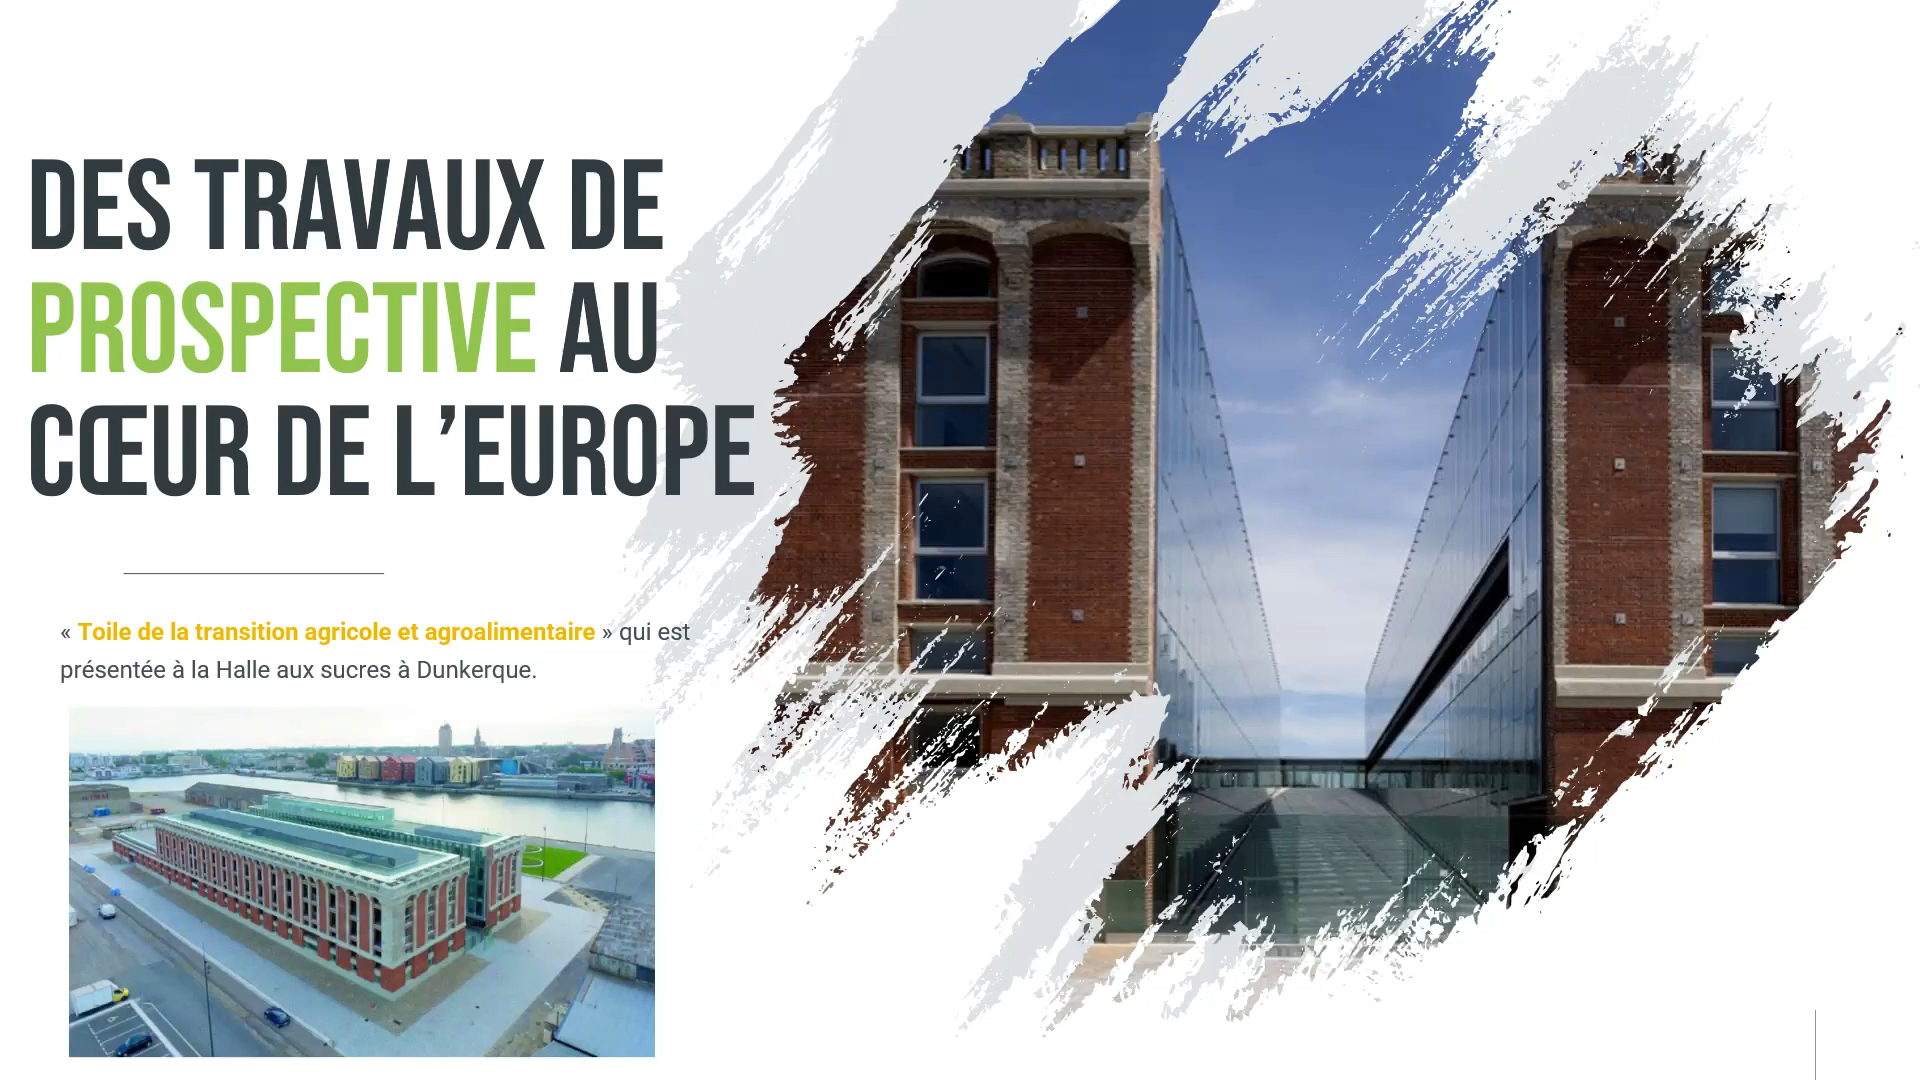 DES TRAVAUX DE
PROSPECTIVE AU
CŒUR DE L’EUROPE
« Toile de la transition agricole et agroalimentaire » qui est
présentée à la Halle aux sucres à Dunkerque.